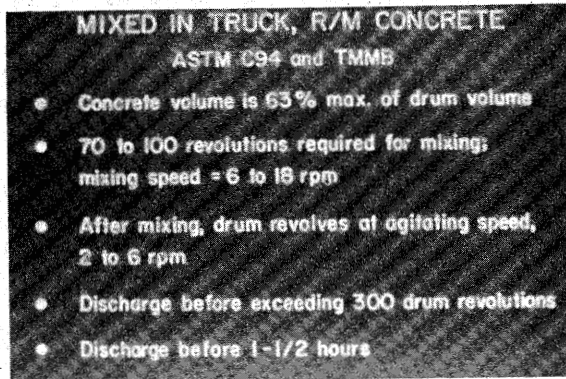 MIXED IN TRUCK, R/M CONCRETE
ASTM C94 and TMMB
• Concrete volume is 63% max. of drum volume
• 70 to 100 revolutions required for mixing;
mixing speed = 6 to 18 rpm
• After mixing, drum revolves at agitating speed,
2 to 6 rpm
• Discharge before exceeding 300 drum revolutions
• Discharge before 1-1/2 hours